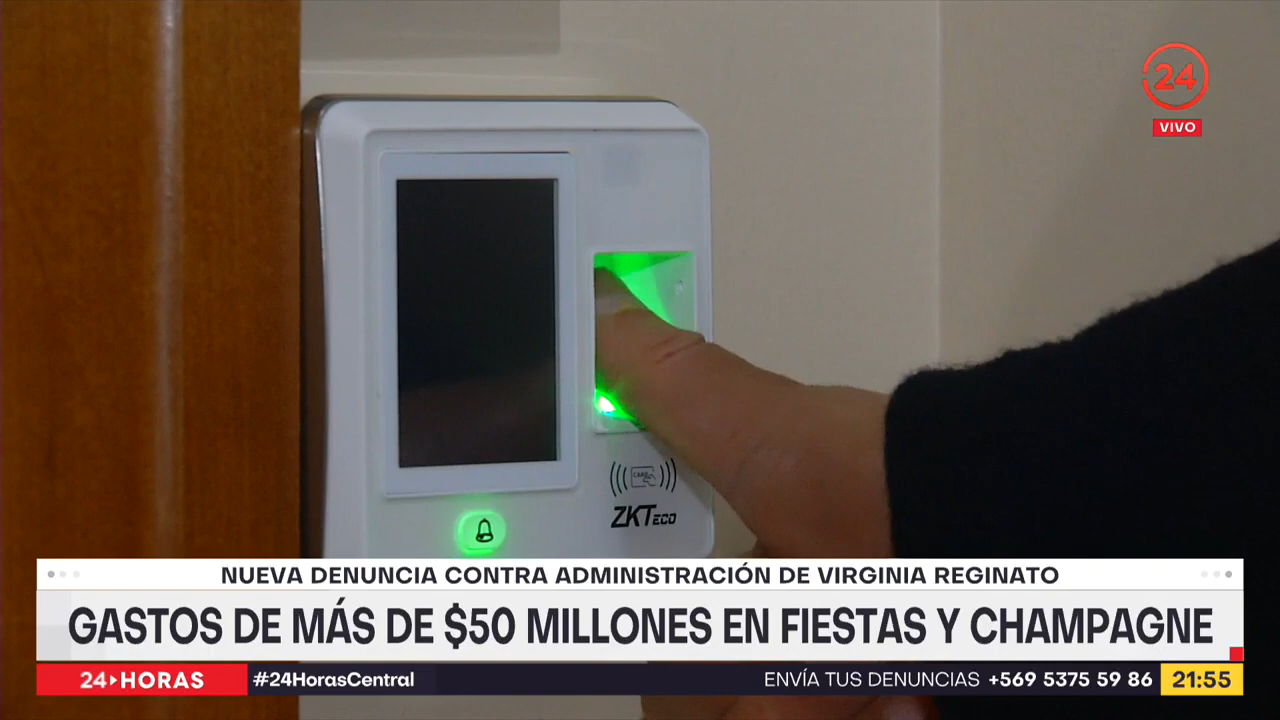 24
VIVO
CARD
ZKTECO
NUEVA DENUNCIA CONTRA ADMINISTRACIÓN DE VIRGINIA REGINATO
GASTOS DE MÁS DE $50 MILLONES EN FIESTAS Y CHAMPAGNE
24 HORAS
#24HorasCentral
ENVÍA TUS DENUNCIAS +569 5375 59 86
21:55